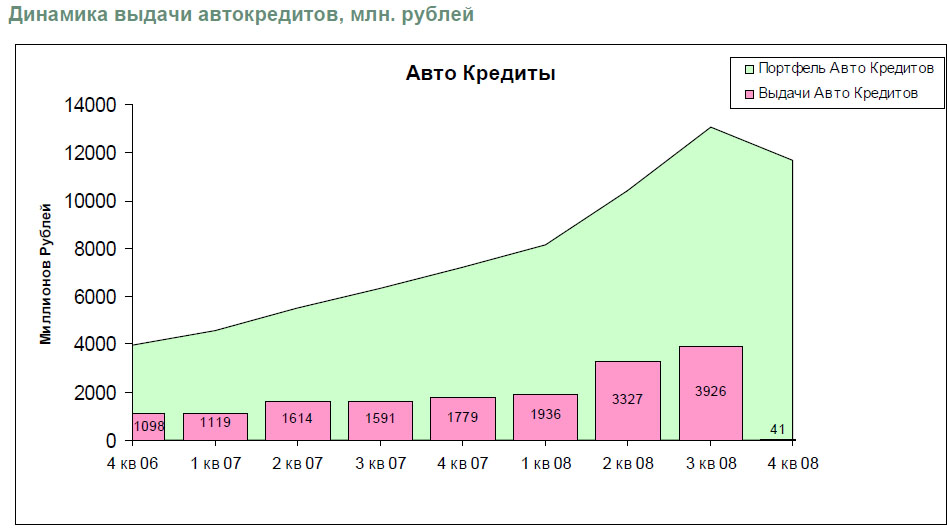 Динамика выдачи автокредитов, млн. рублей
Авто Кредиты
Портфель Авто Кредитов
Выдачи Авто Кредитов
Миллионов Рублей
14000
12000
10000
8000
6000
4000
2000
0
1098
1119
1614
1591
1779
1936
3327
3926
41
4 кв 06
1 кв 07
2 кв 07
3 кв 07
4 кв 07
1 кв 08
2 кв 08
3 кв 08
4 кв 08